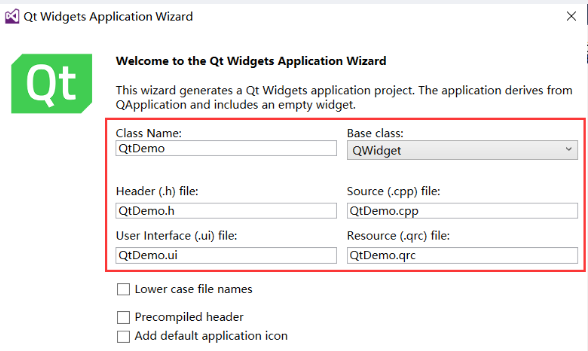 Qt Widgets Application Wizard
Qt
Welcome to the Qt Widgets Application Wizard
This wizard generates a Qt Widgets application project. The application derives from
QApplication and includes an empty widget.
Class Name:
Base class:
QtDemo
QWidget
Header (.h) file:
Source (.cpp) file:
QtDemo.h
QtDemo.cpp
User Interface (.ui) file:
Resource (.qrc) file:
QtDemo.ui
QtDemo.qrc
Lower case file names
Precompiled header
Add default application icon